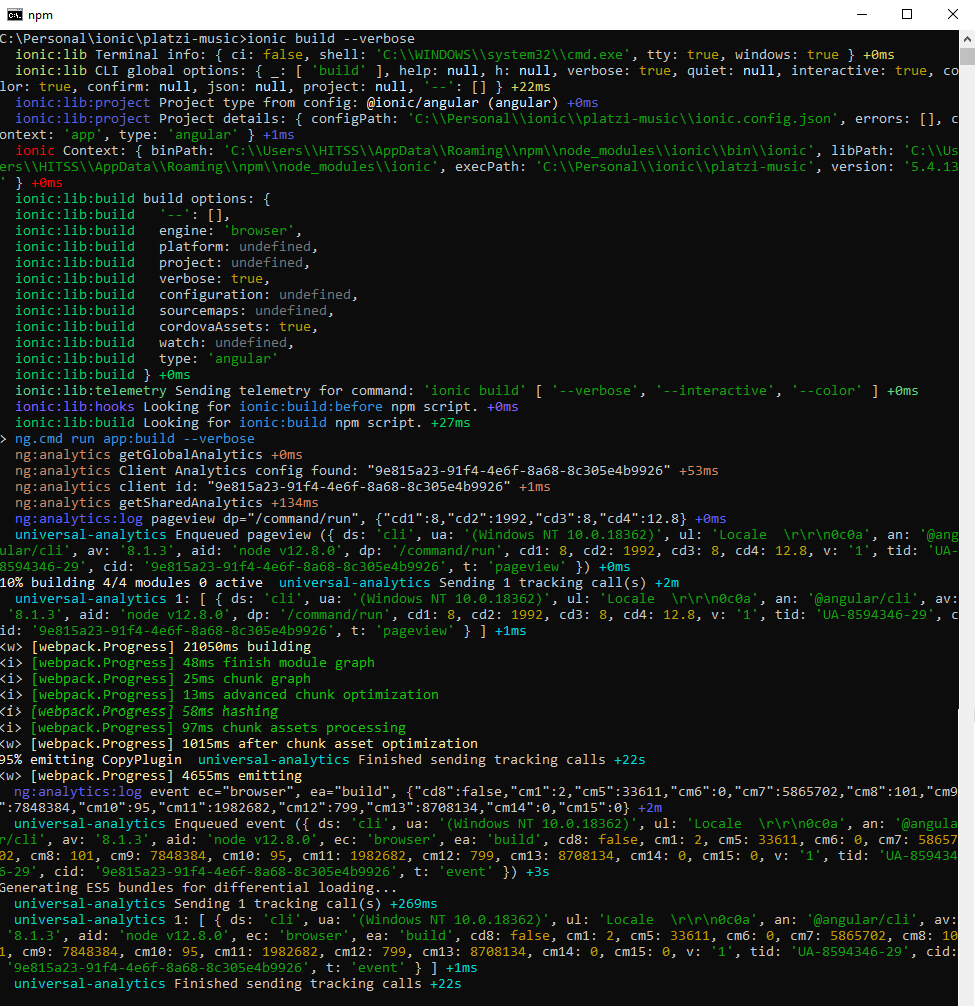 npm
C:\Personal\ionic\platzi-music>ionic build --verbose
ionic:lib Terminal info: { ci: false, shell: 'C:\\WINDOWS\\system32\\cmd.exe', tty: true, windows: true } +0ms
ionic:lib CLI global options: { _: [ 'build' ], help: null, h: null, verbose: true, quiet: null, interactive: true, co
lor: true, confirm: null, json: null, project: null, '--': [] } +22ms
ionic:lib:project Project type from config: @ionic/angular (angular) +0ms
ionic:lib:project Project details: { configPath: 'C:\\Personal\\ionic\\platzi-music\\ionic.config.json', errors: [], c
ontext: 'app', type: 'angular' } +1ms
ionic Context: { binPath: 'C:\\Users\\HITSS\\AppData\\Roaming\\npm\\node_modules\\ionic\\bin\\ionic', libPath: 'C:\\Us
ers\\HITSS\\AppData\\Roaming\\npm\\node_modules\\ionic', execPath: 'C:\\Personal\\ionic\\platzi-music', version: '5.4.13
' } +0ms
ionic:lib:build build options: {
ionic:lib:build   '--': [],
ionic:lib:build   engine: 'browser',
ionic:lib:build   platform: undefined,
ionic:lib:build   project: undefined,
ionic:lib:build   verbose: true,
ionic:lib:build   configuration: undefined,
ionic:lib:build   sourcemaps: undefined,
ionic:lib:build   cordovaAssets: true,
ionic:lib:build   watch: undefined,
ionic:lib:build   type: 'angular'
ionic:lib:build } +0ms
ionic:lib:telemetry Sending telemetry for command: 'ionic build' [ '--verbose', '--interactive', '--color' ] +0ms
ionic:lib:hooks Looking for ionic:build:before npm script. +0ms
ionic:lib:build Looking for ionic:build npm script. +27ms
> ng.cmd run app:build --verbose
ng:analytics getGlobalAnalytics +0ms
ng:analytics Client Analytics config found: "9e815a23-91f4-4e6f-8a68-8c305e4b9926" +53ms
ng:analytics client id: "9e815a23-91f4-4e6f-8a68-8c305e4b9926" +1ms
ng:analytics getSharedAnalytics +134ms
ng:analytics:log pageview dp="/command/run", {"cd1":8,"cd2":1992,"cd3":8,"cd4":12.8} +0ms
universal-analytics Enqueued pageview ({ ds: 'cli', ua: '(Windows NT 10.0.18362)', ul: 'Locale  \r\r\n0c0a', an: '@ang
ular/cli', av: '8.1.3', aid: 'node v12.8.0', dp: '/command/run', cd1: 8, cd2: 1992, cd3: 8, cd4: 12.8, v: '1', tid: 'UA-
8594346-29', cid: '9e815a23-91f4-4e6f-8a68-8c305e4b9926', t: 'pageview' }) +0ms
10% building 4/4 modules 0 active  universal-analytics Sending 1 tracking call(s) +2m
universal-analytics 1: [ { ds: 'cli', ua: '(Windows NT 10.0.18362)', ul: 'Locale  \r\r\n0c0a', an: '@angular/cli', av:
'8.1.3', aid: 'node v12.8.0', dp: '/command/run', cd1: 8, cd2: 1992, cd3: 8, cd4: 12.8, v: '1', tid: 'UA-8594346-29', c
id: '9e815a23-91f4-4e6f-8a68-8c305e4b9926', t: 'pageview' } ] +1ms
<w> [webpack.Progress] 21050ms building
<i> [webpack.Progress] 48ms finish module graph
<i> [webpack.Progress] 25ms chunk graph
<i> [webpack.Progress] 13ms advanced chunk optimization
<i> [webpack.Progress] 58ms hashing
<i> [webpack.Progress] 97ms chunk assets processing
<w> [webpack.Progress] 1015ms after chunk asset optimization
95% emitting CopyPlugin  universal-analytics Finished sending tracking calls +22s
<w> [webpack.Progress] 4655ms emitting
ng:analytics:log event ec="browser", ea="build", {"cd8":false,"cm1":2,"cm5":33611,"cm6":0,"cm7":5865702,"cm8":101,"cm9
":7848384,"cm10":95,"cm11":1982682,"cm12":799,"cm13":8708134,"cm14":0,"cm15":0} +2m
universal-analytics Enqueued event ({ ds: 'cli', ua: '(Windows NT 10.0.18362)', ul: 'Locale  \r\r\n0c0a', an: '@angula
r/cli', av: '8.1.3', aid: 'node v12.8.0', ec: 'browser', ea: 'build', cd8: false, cm1: 2, cm5: 33611, cm6: 0, cm7: 58657
02, cm8: 101, cm9: 7848384, cm10: 95, cm11: 1982682, cm12: 799, cm13: 8708134, cm14: 0, cm15: 0, v: '1', tid: 'UA-859434
6-29', cid: '9e815a23-91f4-4e6f-8a68-8c305e4b9926', t: 'event' }) +3s
Generating ES5 bundles for differential loading...
universal-analytics Sending 1 tracking call(s) +269ms
universal-analytics 1: [ { ds: 'cli', ua: '(Windows NT 10.0.18362)', ul: 'Locale  \r\r\n0c0a', an: '@angular/cli', av:
'8.1.3', aid: 'node v12.8.0', ec: 'browser', ea: 'build', cd8: false, cm1: 2, cm5: 33611, cm6: 0, cm7: 5865702, cm8: 10
1, cm9: 7848384, cm10: 95, cm11: 1982682, cm12: 799, cm13: 8708134, cm14: 0, cm15: 0, v: '1', tid: 'UA-8594346-29', cid:
'9e815a23-91f4-4e6f-8a68-8c305e4b9926', t: 'event' } ] +1ms
universal-analytics Finished sending tracking calls +22s